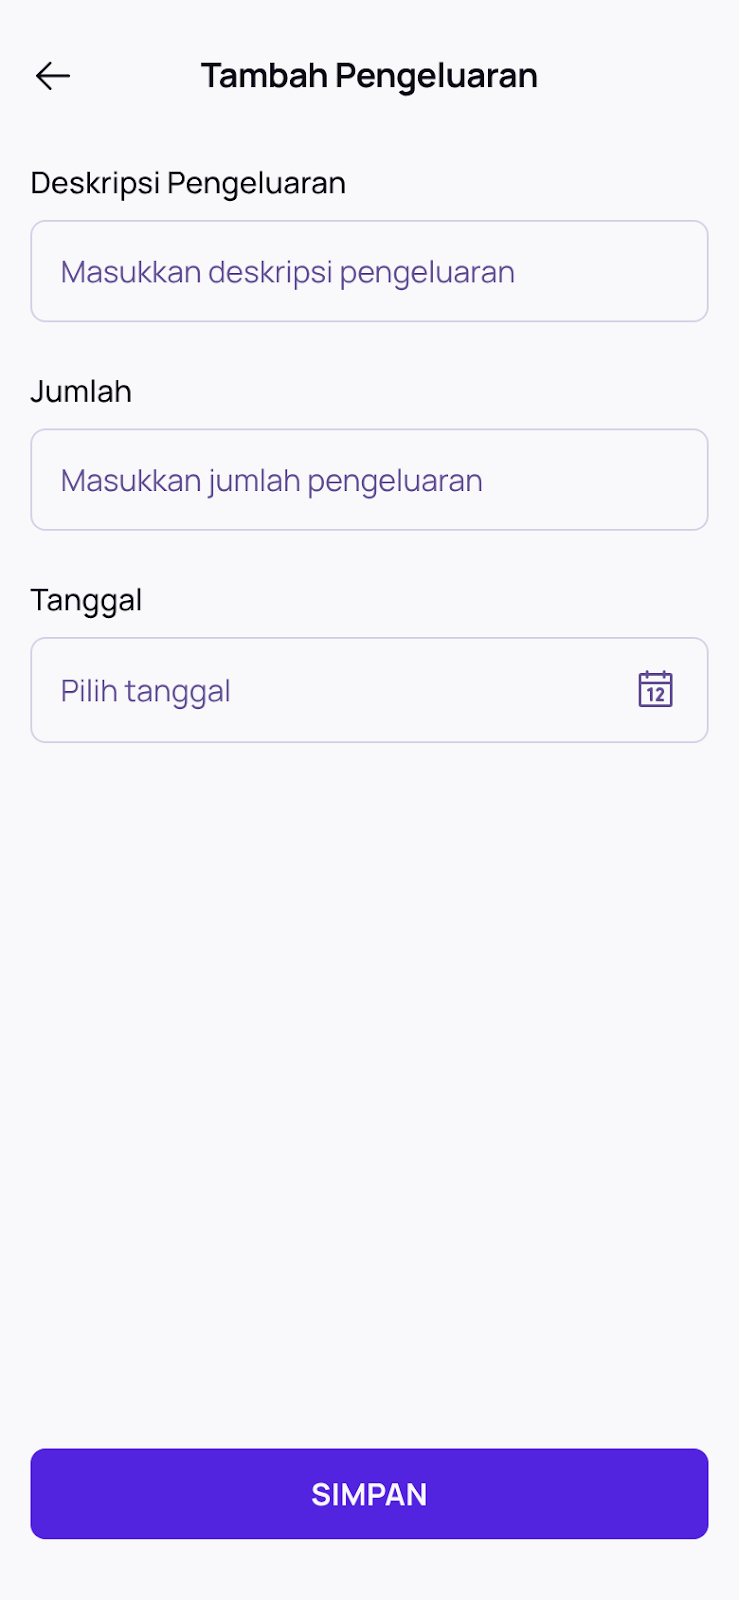 Tambah Pengeluaran
Deskripsi Pengeluaran
Masukkan deskripsi pengeluaran
Jumlah
Masukkan jumlah pengeluaran
Tanggal
Pilih tanggal
12
SIMPAN